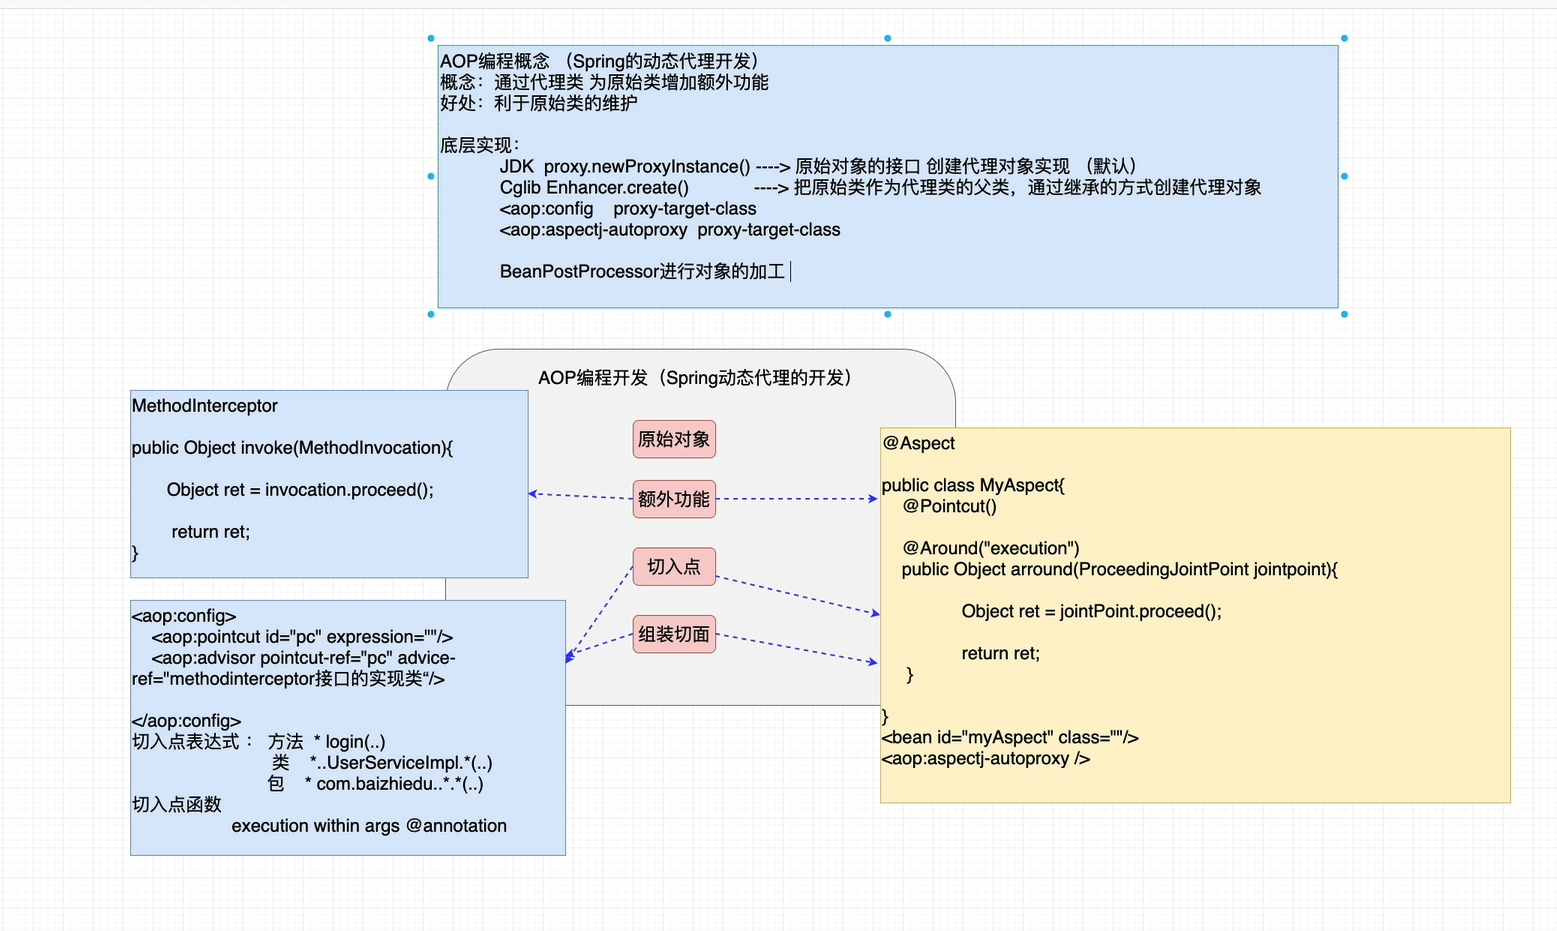 AOP编程概念 （Spring的动态代理开发）
概念：通过代理类 为原始类增加额外功能
好处：利于原始类的维护
底层实现：
JDK  proxy.newProxyInstance() ----> 原始对象的接口 创建代理对象实现 （默认）
Cglib Enhancer.create()            ----> 把原始类作为代理类的父类，通过继承的方式创建代理对象
<aop:config    proxy-target-class
<aop:aspectj-autoproxy  proxy-target-class
BeanPostProcessor进行对象的加工
AOP编程开发（Spring动态代理的开发）
原始对象
额外功能
切入点
组装切面
MethodInterceptor
public Object invoke(MethodInvocation){
Object ret = invocation.proceed();
return ret;
}
<aop:config>
<aop:pointcut id="pc" expression=""/>
<aop:advisor pointcut-ref="pc" advice-
ref="methodinterceptor接口的实现类“/>
</aop:config>
切入点表达式 ： 方法  * login(..)
类    *..UserServiceImpl.*(..)
包    * com.baizhiedu..*.*(..)
切入点函数
execution within args @annotation
@Aspect
public class MyAspect{
@Pointcut()
@Around("execution")
public Object arround(ProceedingJointPoint jointpoint){
Object ret = jointPoint.proceed();
return ret;
}
}
<bean id="myAspect" class=""/>
<aop:aspectj-autoproxy />